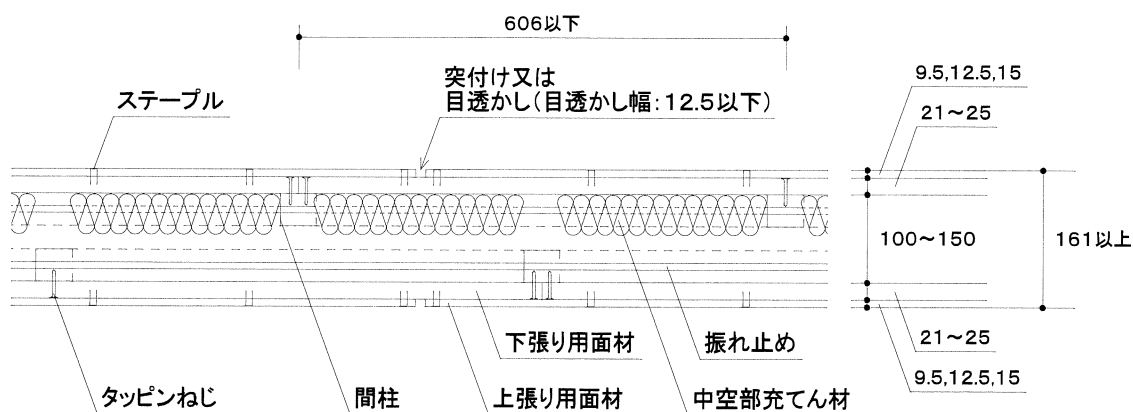 606以下
突付け又は
目透かし(目透かし幅:12.5以下)
ステープル
9.5,12.5,15
21～25
100～150
161以上
21～25
9.5,12.5,15
下張り用面材
振れ止め
タッピンねじ
間柱
上張り用面材
中空部充てん材